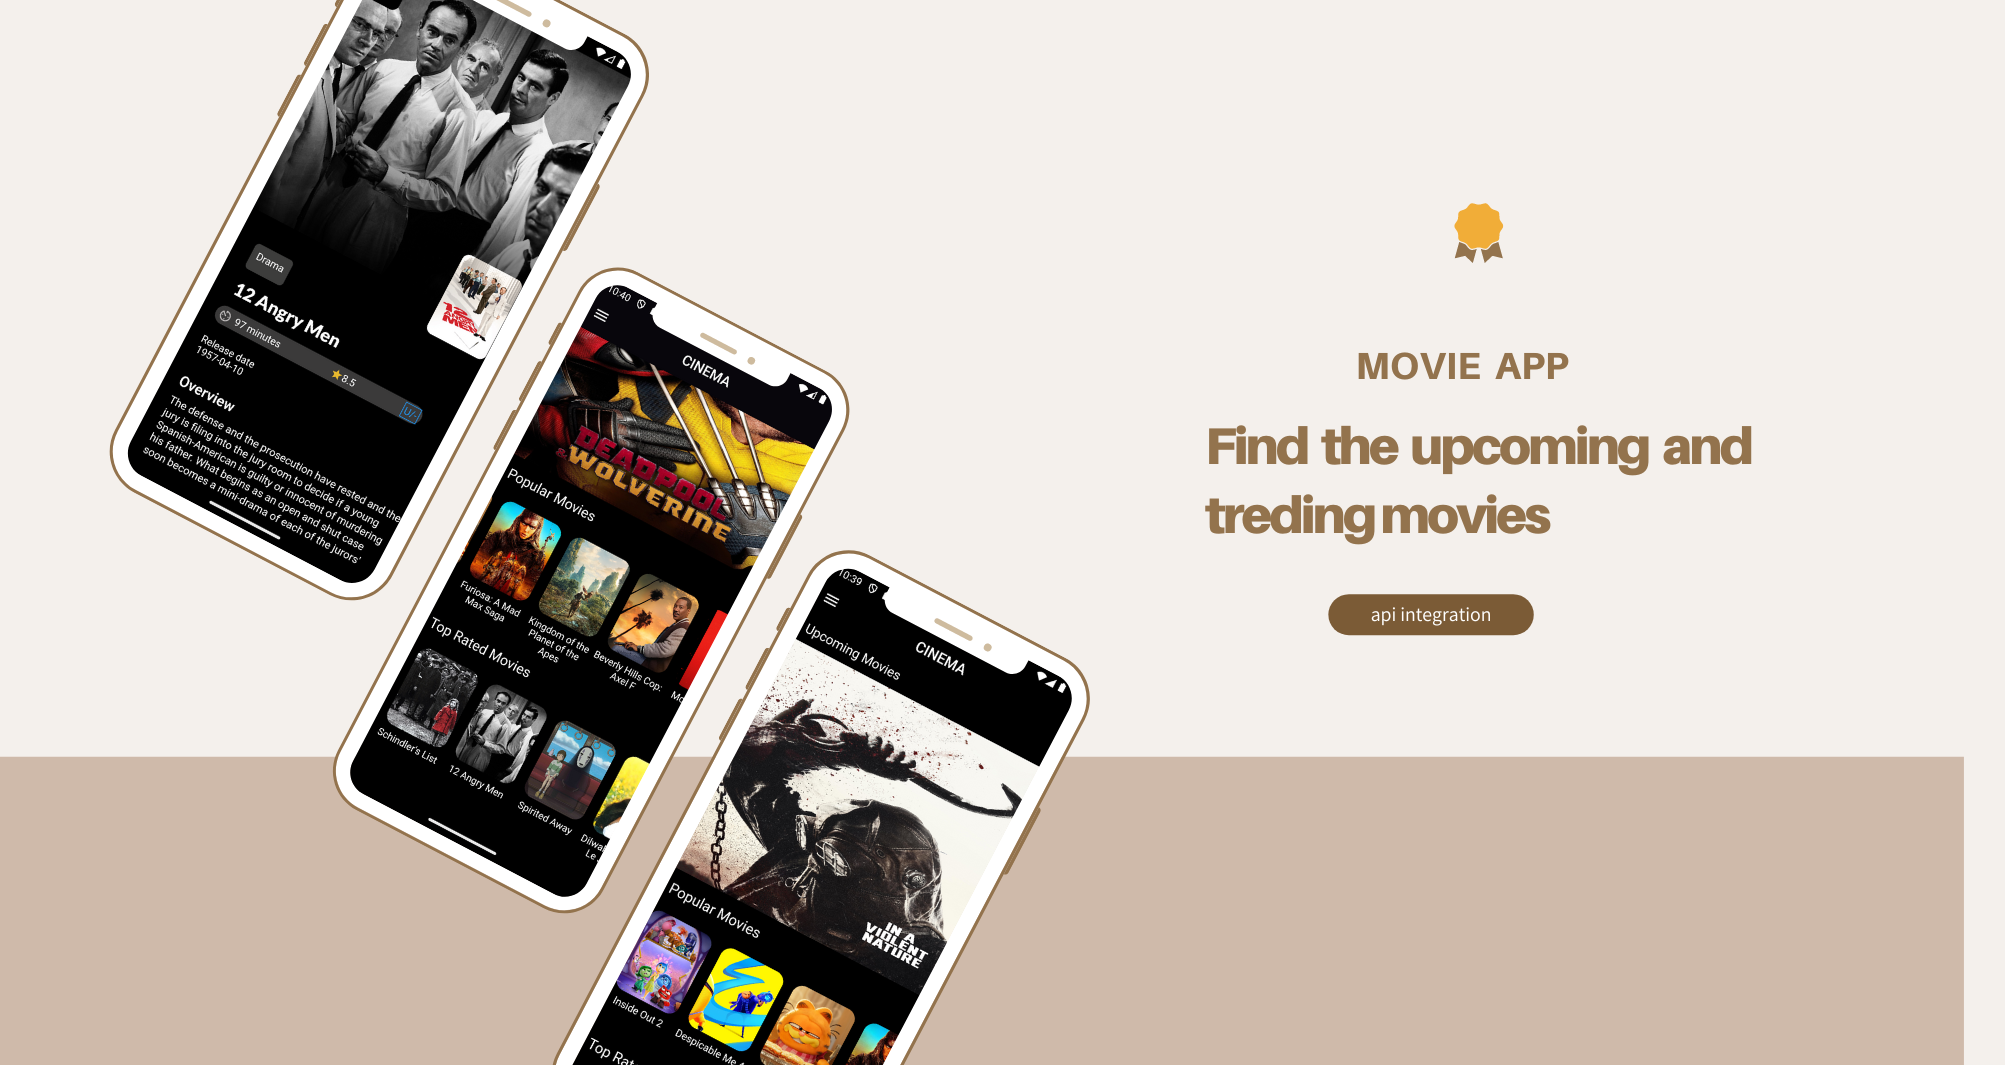 Drama
12 Angry Men
97 minutes
8.5
U/-
Release date
1957-04-10
Overview
The defense and the prosecution have rested and the
jury is filing into the jury room to decide if a young
Spanish-American is guilty or innocent of murdering
his father. What begins as an open and shut case
soon becomes a mini-drama of each of the jurors'
10:40
CINEMA
DEADPOOL
& WOLVERINE
Popular Movies
Furiosa: A Mad
Max Saga
Kingdom of the
Planet of the
Apes
Beverly Hills Cop:
Axel F
Top Rated Movies
Schindler's List
12 Angry Men
Spirited Away
10:39
CINEMA
Upcoming Movies
IN A
VIOLENT
NATURE
Popular Movies
Inside Out 2
Despicable Me
MOVIE APP
Find the upcoming and
treding movies
api integration